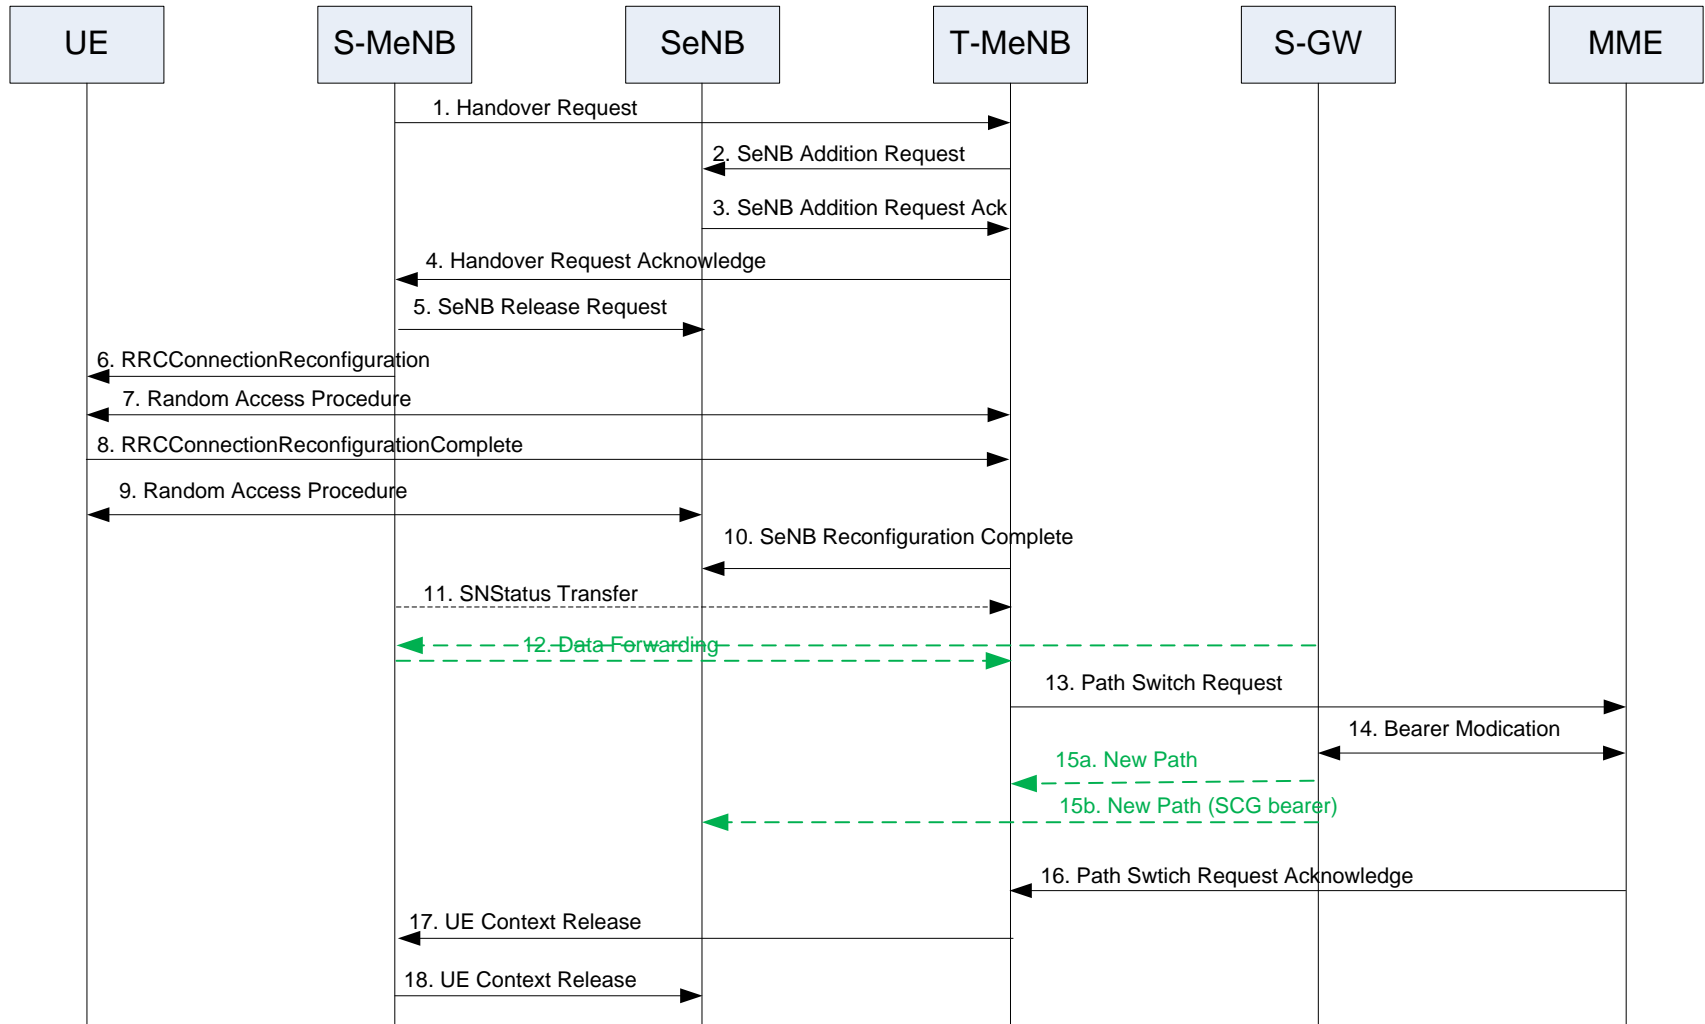 UE
S-MeNB
SeNB
T-MeNB
S-GW
MME
1. Handover Request
2. SeNB Addition Request
3. SeNB Addition Request Ack
4. Handover Request Acknowledge
5. SeNB Release Request
6. RRCConnectionReconfiguration
7. Random Access Procedure
8. RRCConnectionReconfigurationComplete
9. Random Access Procedure
10. SeNB Reconfiguration Complete
11. SNStatus Transfer
12. Data Forwarding
13. Path Switch Request
14. Bearer Modication
15a. New Path
15b. New Path (SCG bearer)
16. Path Swtich Request Acknowledge
17. UE Context Release
18. UE Context Release